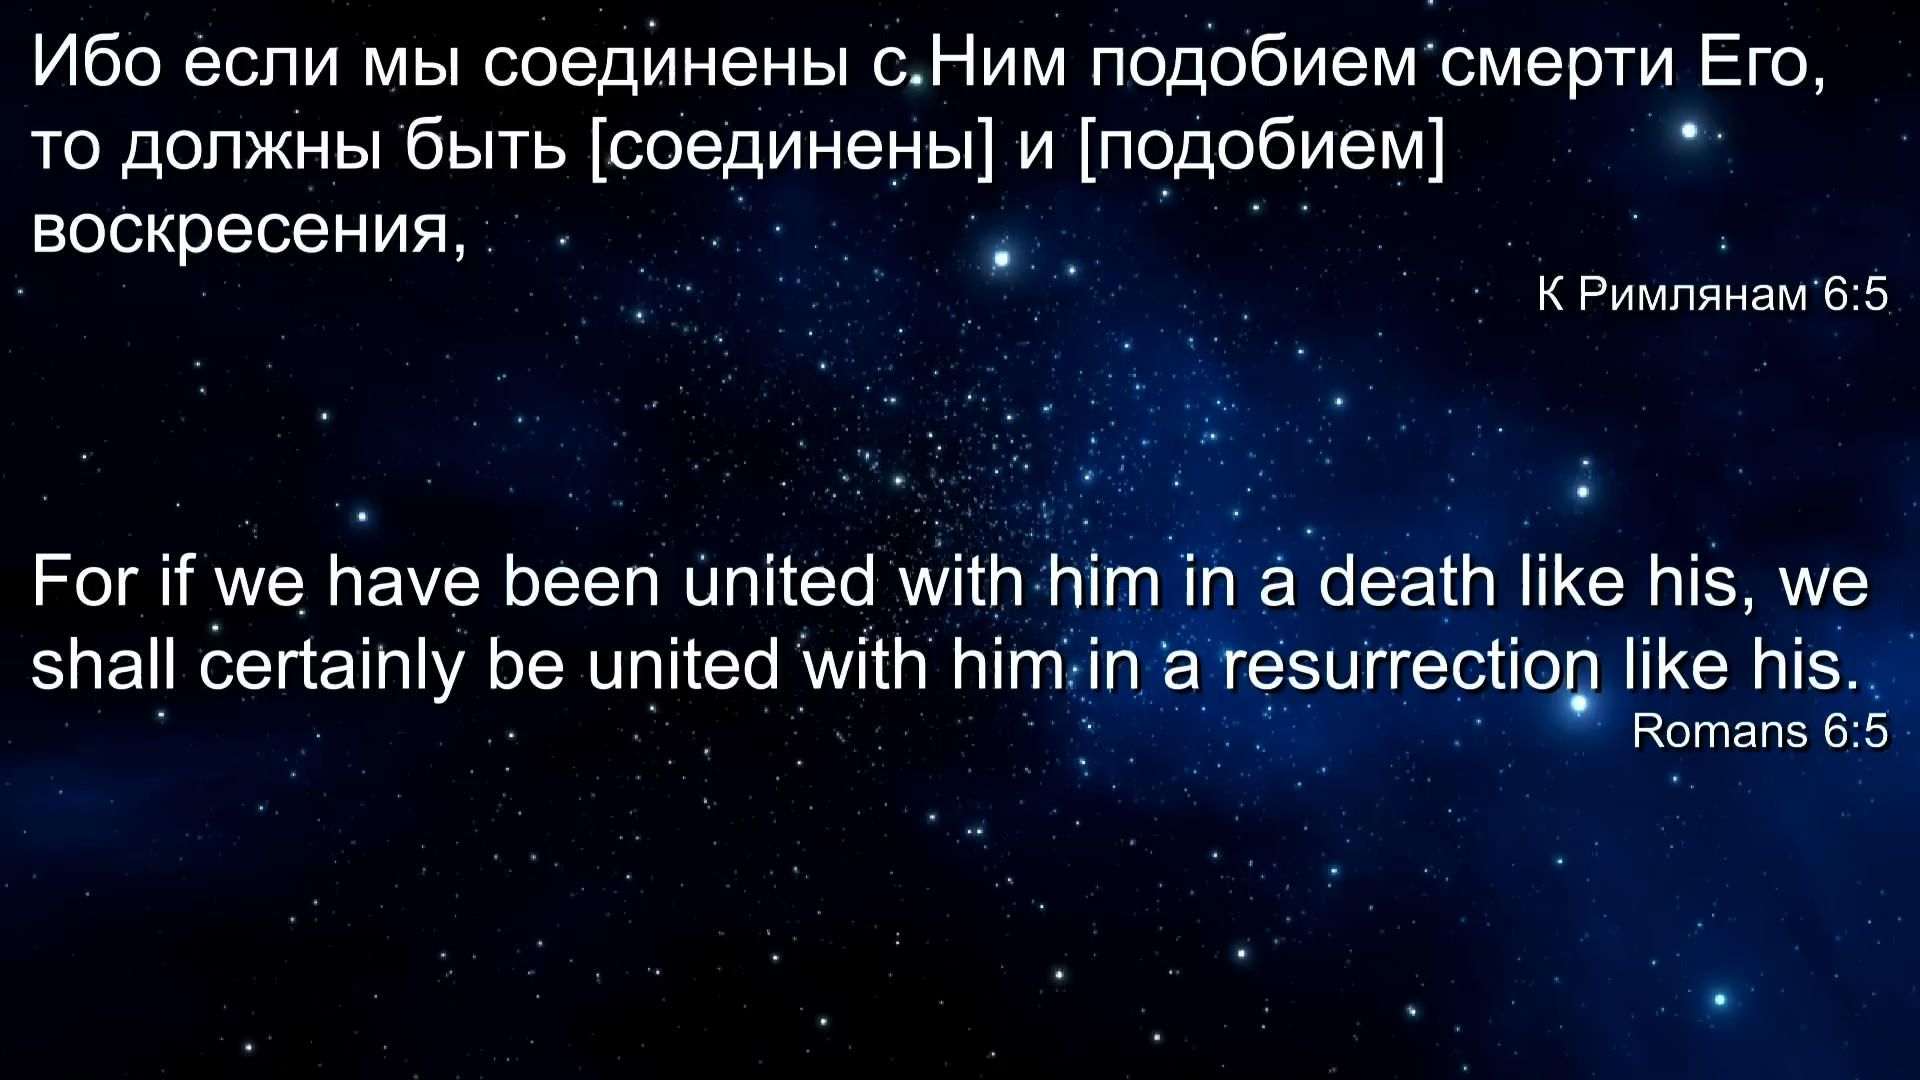 Ибо если мы соединены с Ним подобием смерти Его,
то должны быть [соединены] и [подобием]
воскресения,
К Римлянам 6:5
For if we have been united with him in a death like his, we
shall certainly be united with him in a resurrection like his.
Romans 6:5